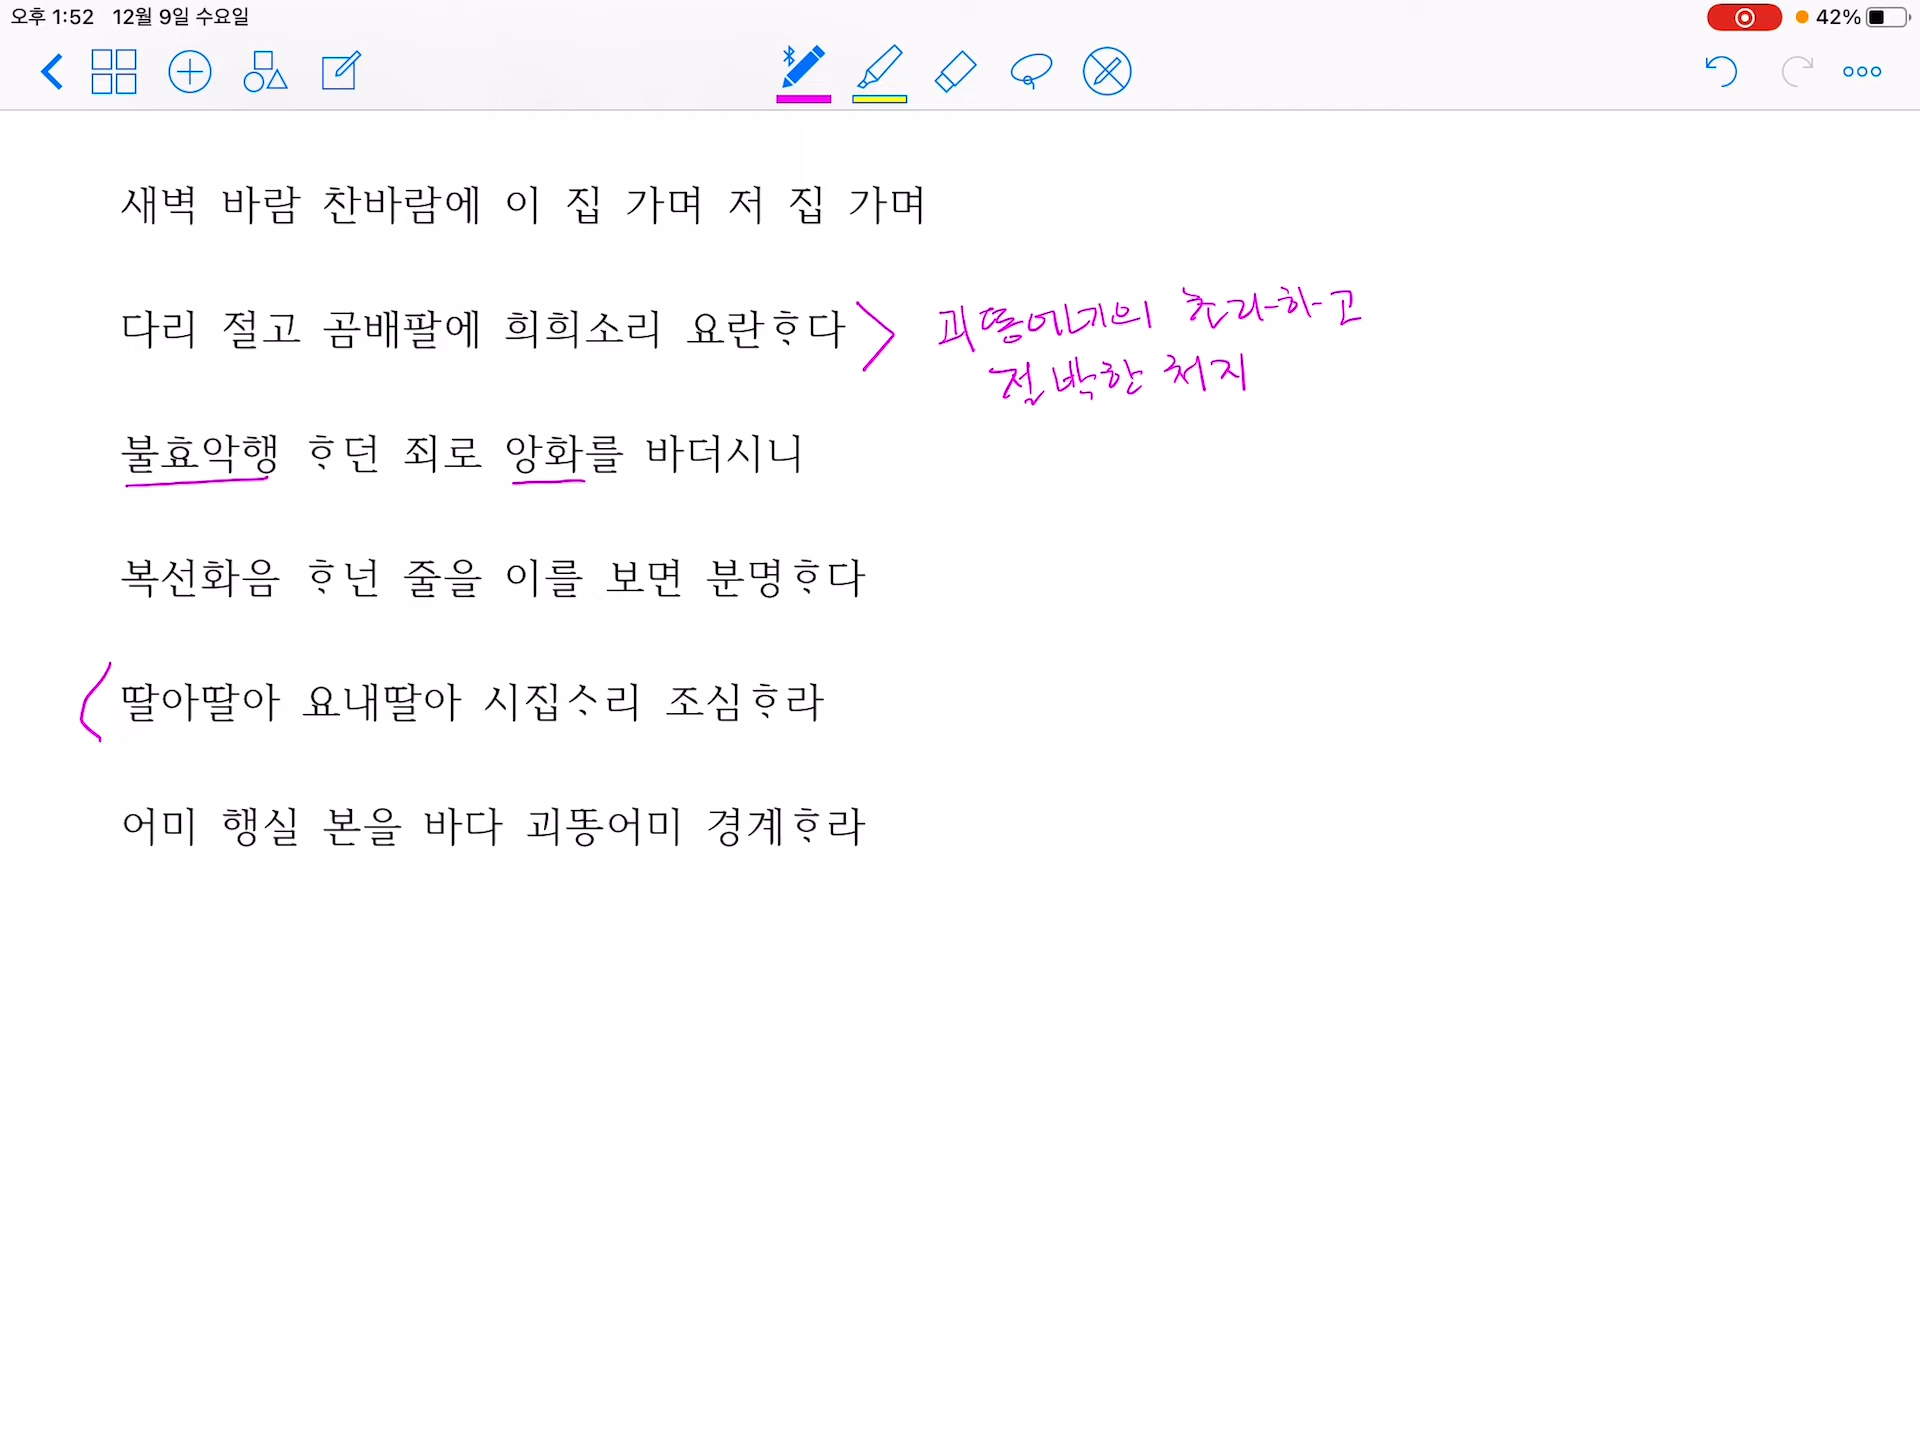 오후 1:52 12월 9일 수요일 42%
새벽 바람 찬바람에 이 집 가며 저 집 가며
다리 절고 곰배팔에 희희소리 요란ᄒᆞ다
괴똥어미의 초라하고
절박한 처지
불효악행 ᄒᆞ던 죄로 앙화를 바더시니
복선화음 ᄒᆞ넌 줄을 이를 보면 분명ᄒᆞ다
딸아딸아 요내딸아 시집ᄉᆞ리 조심ᄒᆞ라
어미 행실 본을 바다 괴똥어미 경계ᄒᆞ라